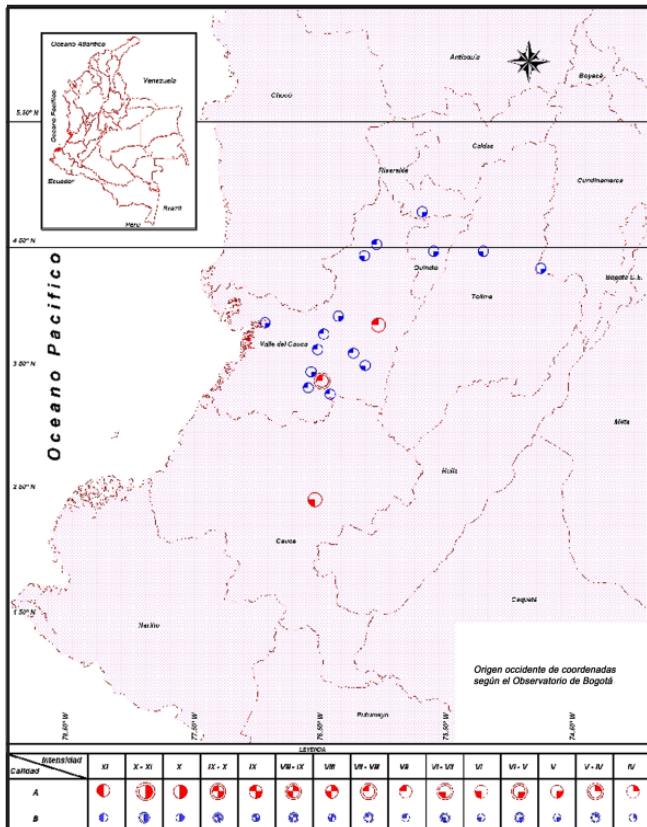 Oceano Atlantico
Antioquia
Boyacá
Venezuela
Chocó
Oceano Pacifico
5,50° N
Caldas
Risaralda
Cundinamarca
Ecuador
Brazil
Peru
4 50° N
Quindio
Bogotá
Tolima
Oceano Pacifico
Valle del Cauca
3 50° N
Meta
Huila
2 50° N
Cauca
1 50° N
Caquetá
Nariño
Origen occidente de coordenadas
según el Observatorio de Bogotá
Putumayo
78,50° W
77,50° W
76,50° W
75,50° W
74,50° W
LEYENDA
Intensidad
Calidad
XI X - XI X IX - X IX VIII - IX VIII VII - VIII VII VI - VII VI VI - V V V - IV IV
A
B